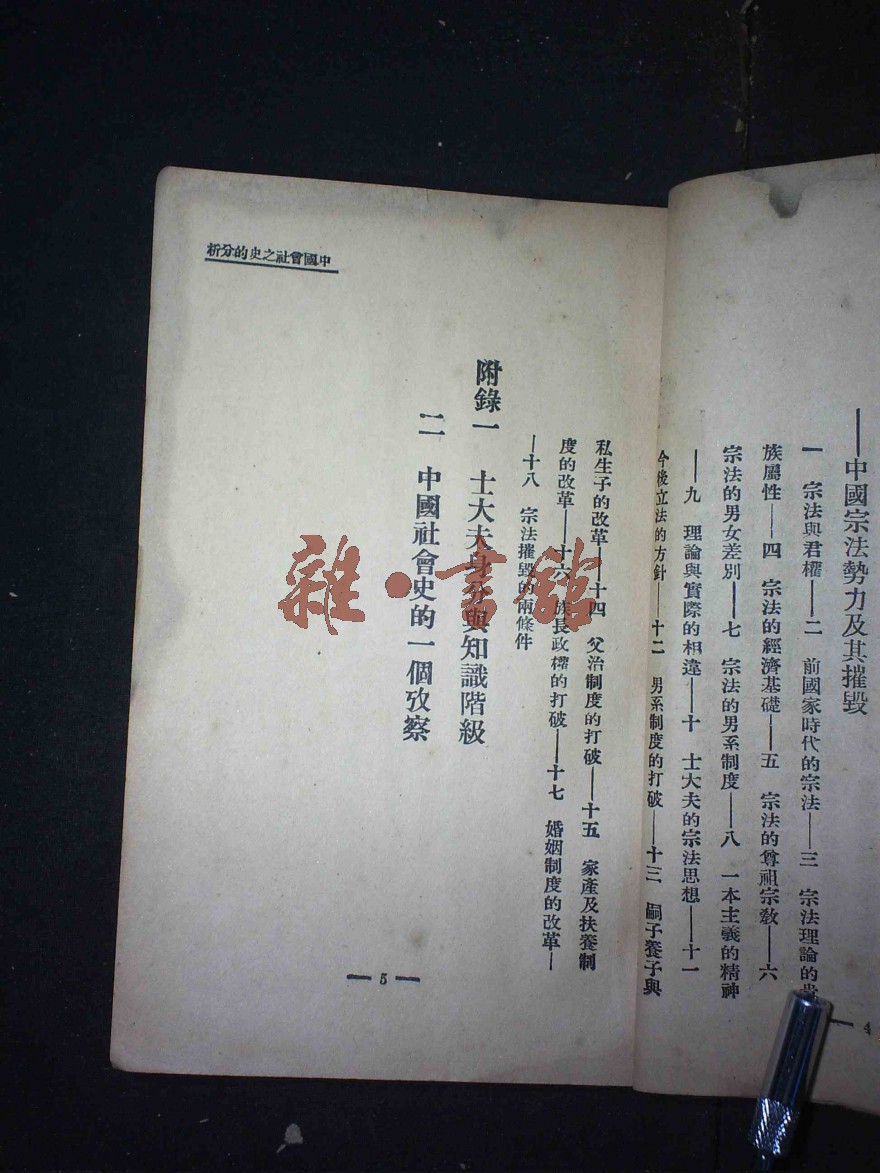 ——中國宗法勢力及其摧毀
一　宗法與君權——二　前國家時代的宗法——三　宗法理論的
族屬性——四　宗法的經濟基礎——五　宗法的尊祖宗教——六
宗法的男女差別——七　宗法的男系制度——八　一本主義的精神
——九　理論與實際的相違——十　士大夫的宗法思想——十一
今後立法的方針——十二　男系制度的打破——十三　嗣子養子與
— 4
中國會社之史的分析
私生子的改革——十四　父治制度的打破——十五　家產及扶養制
度的改革——十六　族長政權的打破——十七　婚姻制度的改革—
—十八　宗法摧毀的兩條件
附錄一　士大夫身分與知識階級
二　中國社會史的一個攷察
— 5 —
雜·書館